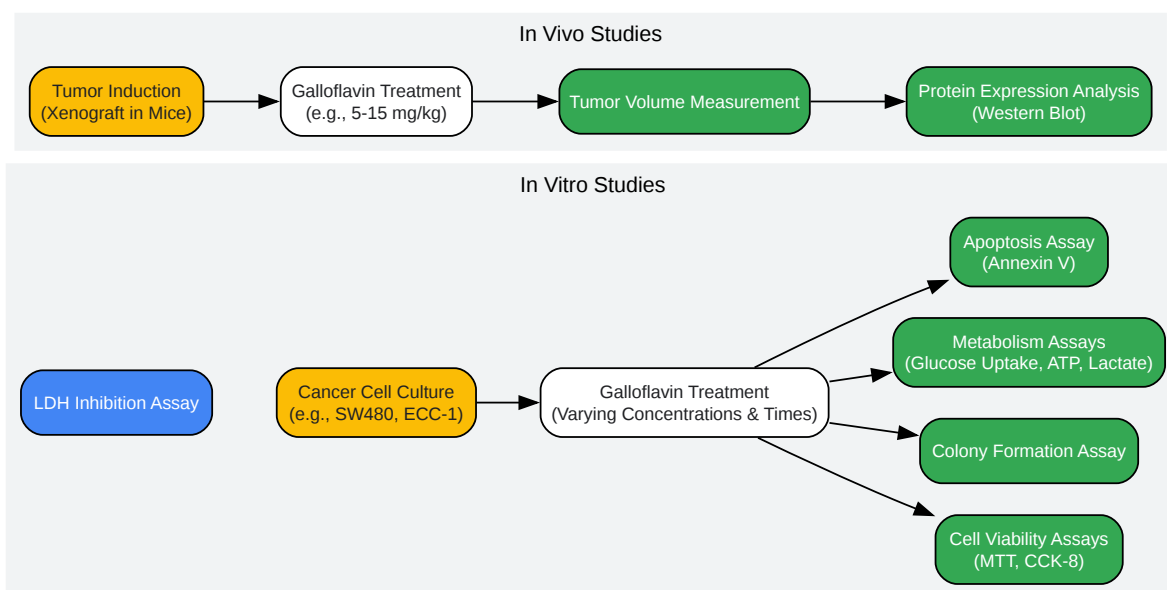 In Vivo Studies
Tumor Induction
(Xenograft in Mice)
Galloflavin Treatment
(e.g., 5-15 mg/kg)
Tumor Volume Measurement
Protein Expression Analysis
(Western Blot)
In Vitro Studies
LDH Inhibition Assay
Cancer Cell Culture
(e.g., SW480, ECC-1)
Galloflavin Treatment
(Varying Concentrations & Times)
Apoptosis Assay
(Annexin V)
Metabolism Assays
(Glucose Uptake, ATP, Lactate)
Colony Formation Assay
Cell Viability Assays
(MTT, CCK-8)